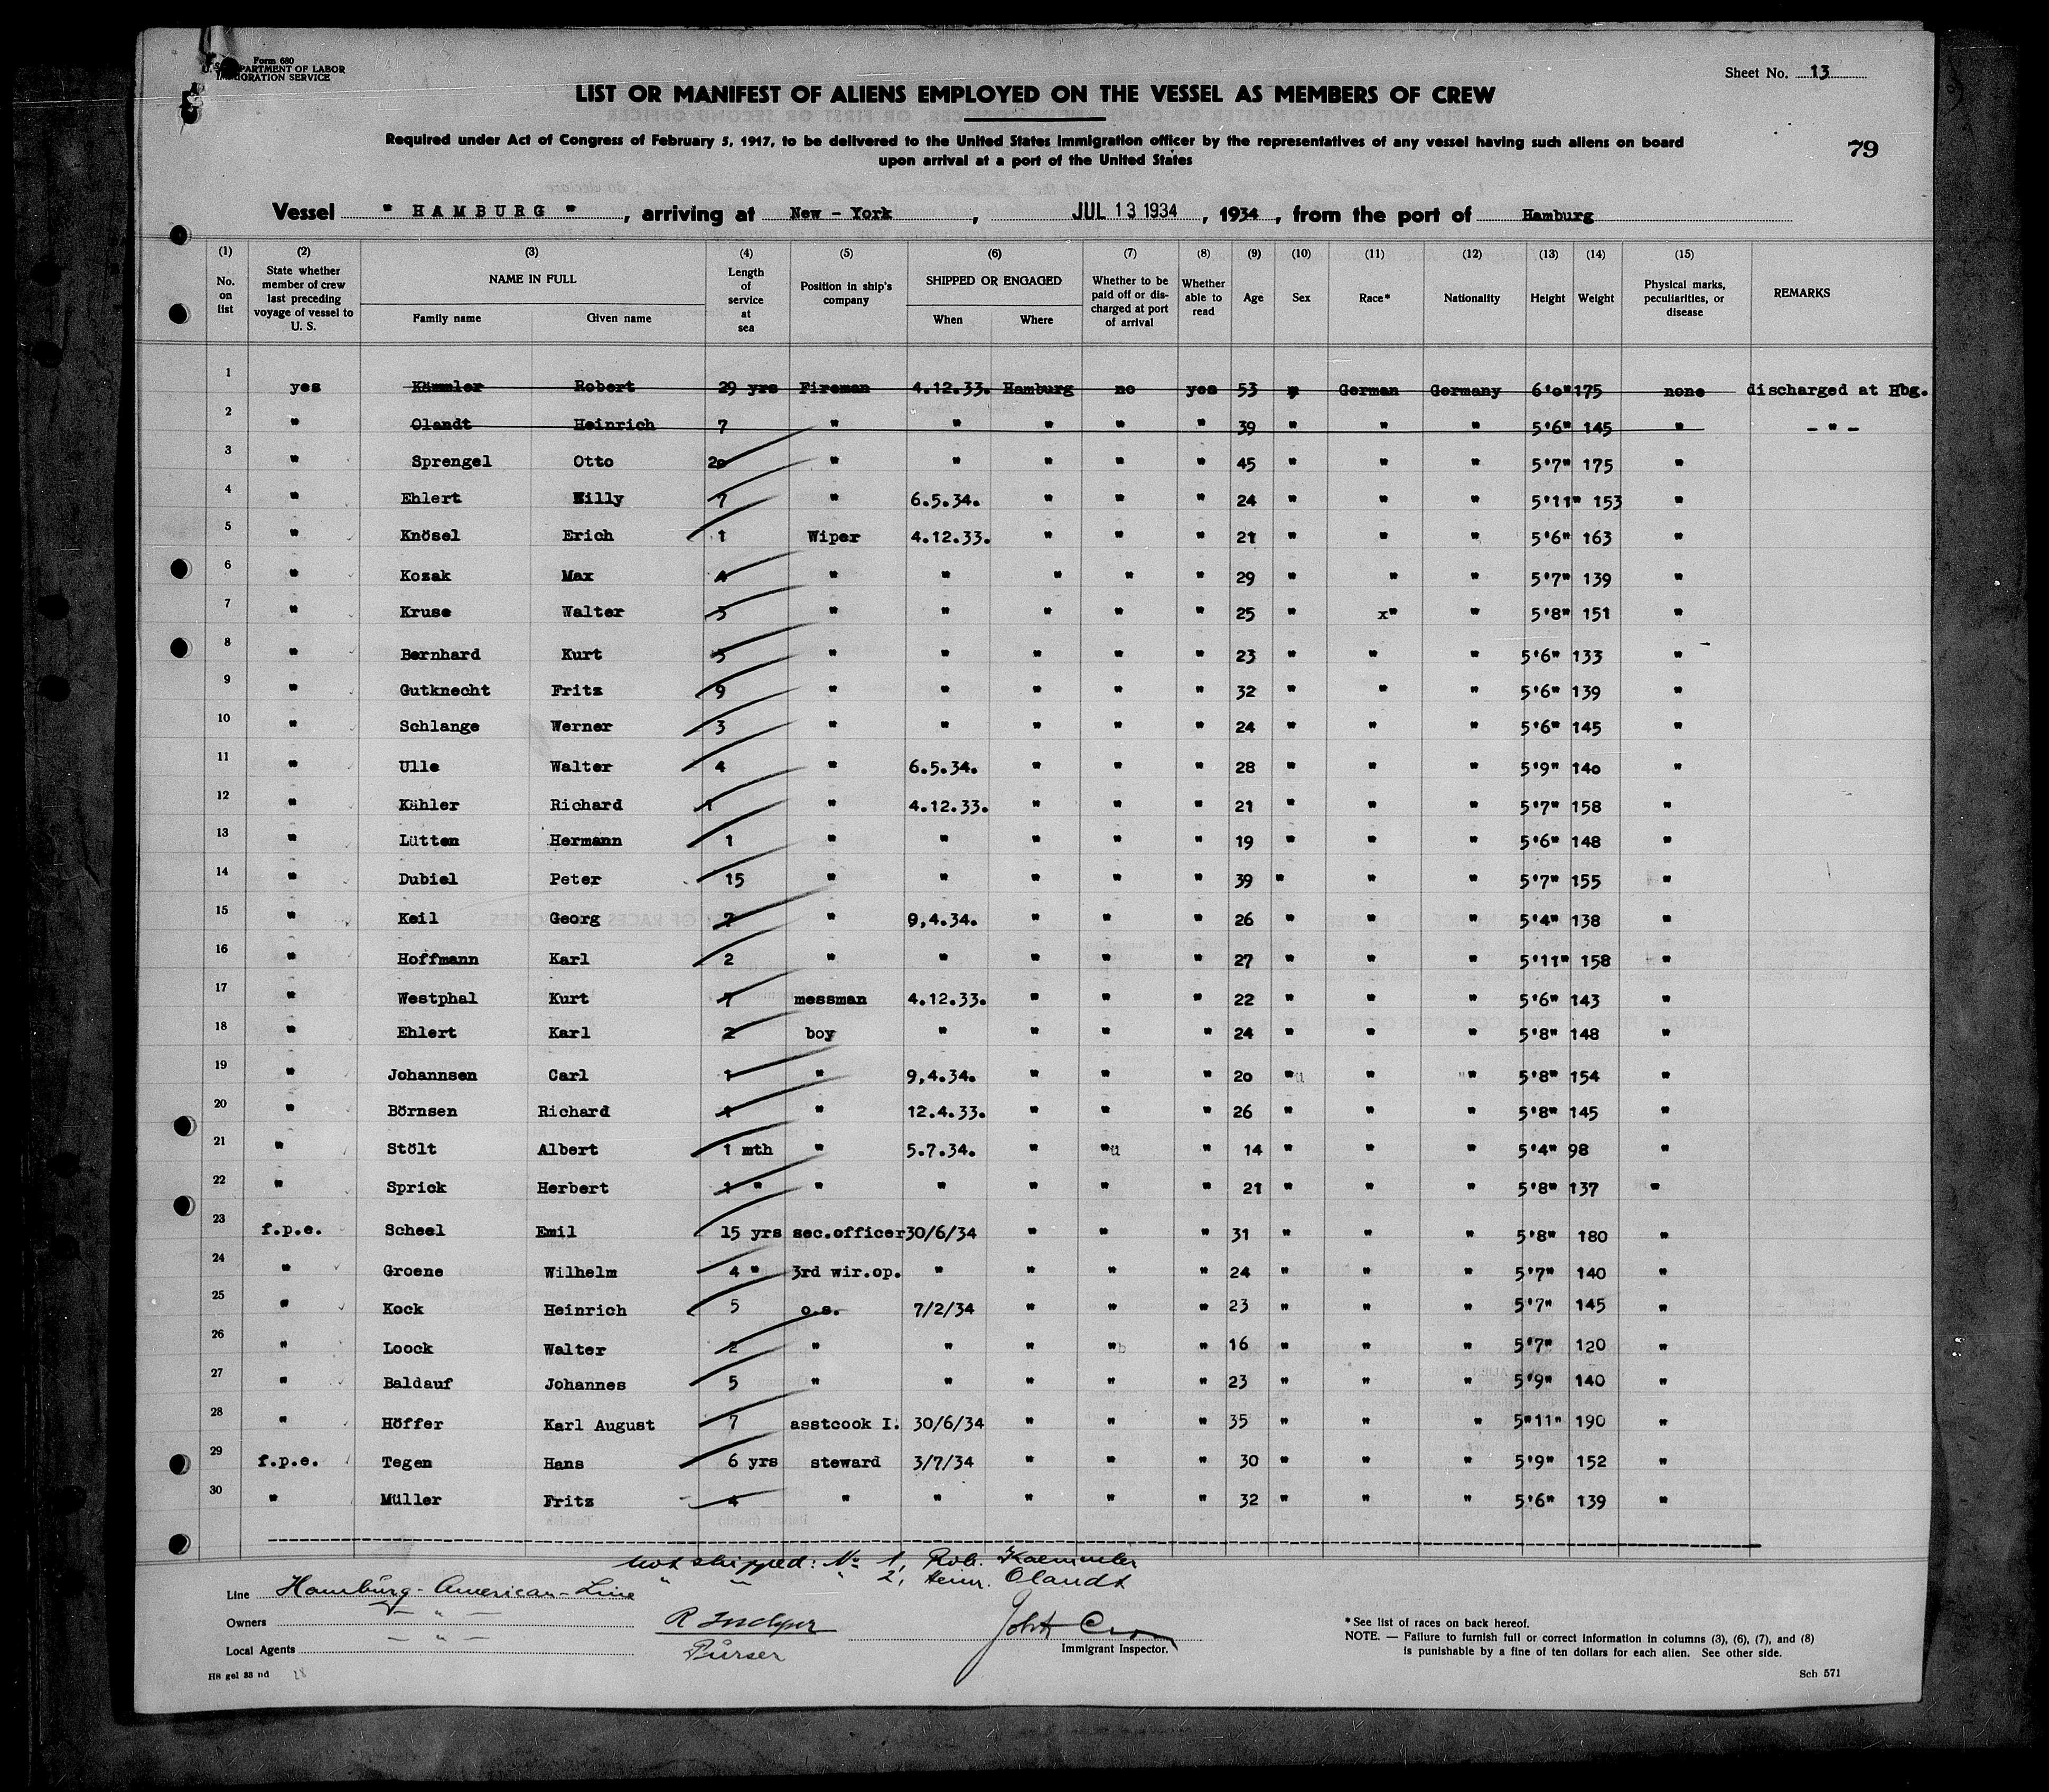 Form 680
U. S. DEPARTMENT OF LABOR
IMMIGRATION SERVICE
Sheet No. 13
LIST OR MANIFEST OF ALIENS EMPLOYED ON THE VESSEL AS MEMBERS OF CREW
Required under Act of Congress of February 5, 1917, to be delivered to the United States Immigration officer by the representatives of any vessel having such aliens on board
upon arrival at a port of the United States
79
Vessel " HAMBURG " , arriving at New - York , JUL 13 1934 , 1934 , from the port of Hamburg
(1) (2) (3) (4) (5) (6) (7) (8) (9) (10) (11) (12) (13) (14) (15)
No. on list State whether member of crew last preceding voyage of vessel to U. S. NAME IN FULL Family name Given name Length of service at sea Position in ship's company SHIPPED OR ENGAGED When Where Whether to be paid off or discharged at port of arrival Whether able to read Age Sex Race* Nationality Height Weight Physical marks, peculiarities, or disease REMARKS
1 yes Kämmler Robert 29 yrs Fireman 4.12.33. Hamburg no yes 53 German Germany 6'0" 175 none discharged at Hbg.
2 " Olandt Heinrich 7 " " " " " 39 " " " 5'6" 145 " - " -
3 " Sprengel Otto 20 " " " " " 45 " " " 5'7" 175 "
4 " Ehlert Willy 7 " 6.5.34. " " " 24 " " " 5'11" 153 "
5 " Knösel Erich 1 Wiper 4.12.33. " " " 21 " " " 5'6" 163 "
6 " Kozak Max 4 " " " " " 29 " " " 5'7" 139 "
7 " Kruse Walter 3 " " " " " 25 " x" " 5'8" 151 "
8 " Bernhard Kurt 3 " " " " " 23 " " " 5'6" 133 "
9 " Gutknecht Fritz 9 " " " " " 32 " " " 5'6" 139 "
10 " Schlange Werner 3 " " " " " 24 " " " 5'6" 145 "
11 " Ulle Walter 4 " 6.5.34. " " " 28 " " " 5'9" 140 "
12 " Kähler Richard 1 " 4.12.33. " " " 21 " " " 5'7" 158 "
13 " Lütten Hermann 1 " " " " " 19 " " " 5'6" 148 "
14 " Dubiel Peter 15 " " " " " 39 " " " 5'7" 155 "
15 " Keil Georg 7 " 9,4.34. " " " 26 " " " 5'4" 138 "
16 " Hoffmann Karl 2 " " " " " 27 " " " 5'11" 158 "
17 " Westphal Kurt 7 messman 4.12.33. " " " 22 " " " 5'6" 143 "
18 " Ehlert Karl 2 boy " " " " 24 " " " 5'8" 148 "
19 " Johannsen Carl 1 " 9,4.34. " " " 20 " " " 5'8" 154 "
20 " Börnsen Richard 1 " 12.4.33. " " " 26 " " " 5'8" 145 "
21 " Stölt Albert 1 mth " 5.7.34. " " " 14 " " " 5'4" 98 "
22 " Sprick Herbert 1 " " " " " " 21 " " " 5'8" 137 "
23 f.p.e. Scheel Emil 15 yrs sec.officer 30/6/34 " " " 31 " " " 5'8" 180 "
24 " Groene Wilhelm 4 " 3rd wir.op. " " " " 24 " " " 5'7" 140 "
25 " Kock Heinrich 5 o.s. 7/2/34 " " " 23 " " " 5'7" 145 "
26 " Loock Walter 2 " " " " " 16 " " " 5'7" 120 "
27 " Baldauf Johannes 5 " " " " " 23 " " " 5'9" 140 "
28 " Höffer Karl August 7 asstcook I. 30/6/34 " " " 35 " " " 5"11" 190 "
29 f.p.e. Tegen Hans 6 yrs steward 3/7/34 " " " 30 " " " 5'9" 152 "
30 " Müller Fritz 4 " " " " " 32 " " " 5'6" 139 "
not shipped: No 1, Rob. Kaemmler
" " " 2, Heinr. Olandt
Line Hamburg-American-Line
Owners - " -
Local Agents - " -
Purser
John
Immigrant Inspector.
*See list of races on back hereof.
NOTE. — Failure to furnish full or correct information in columns (3), (6), (7), and (8)
is punishable by a fine of ten dollars for each alien. See other side.
HH gel 33 nd 28
Sch 571